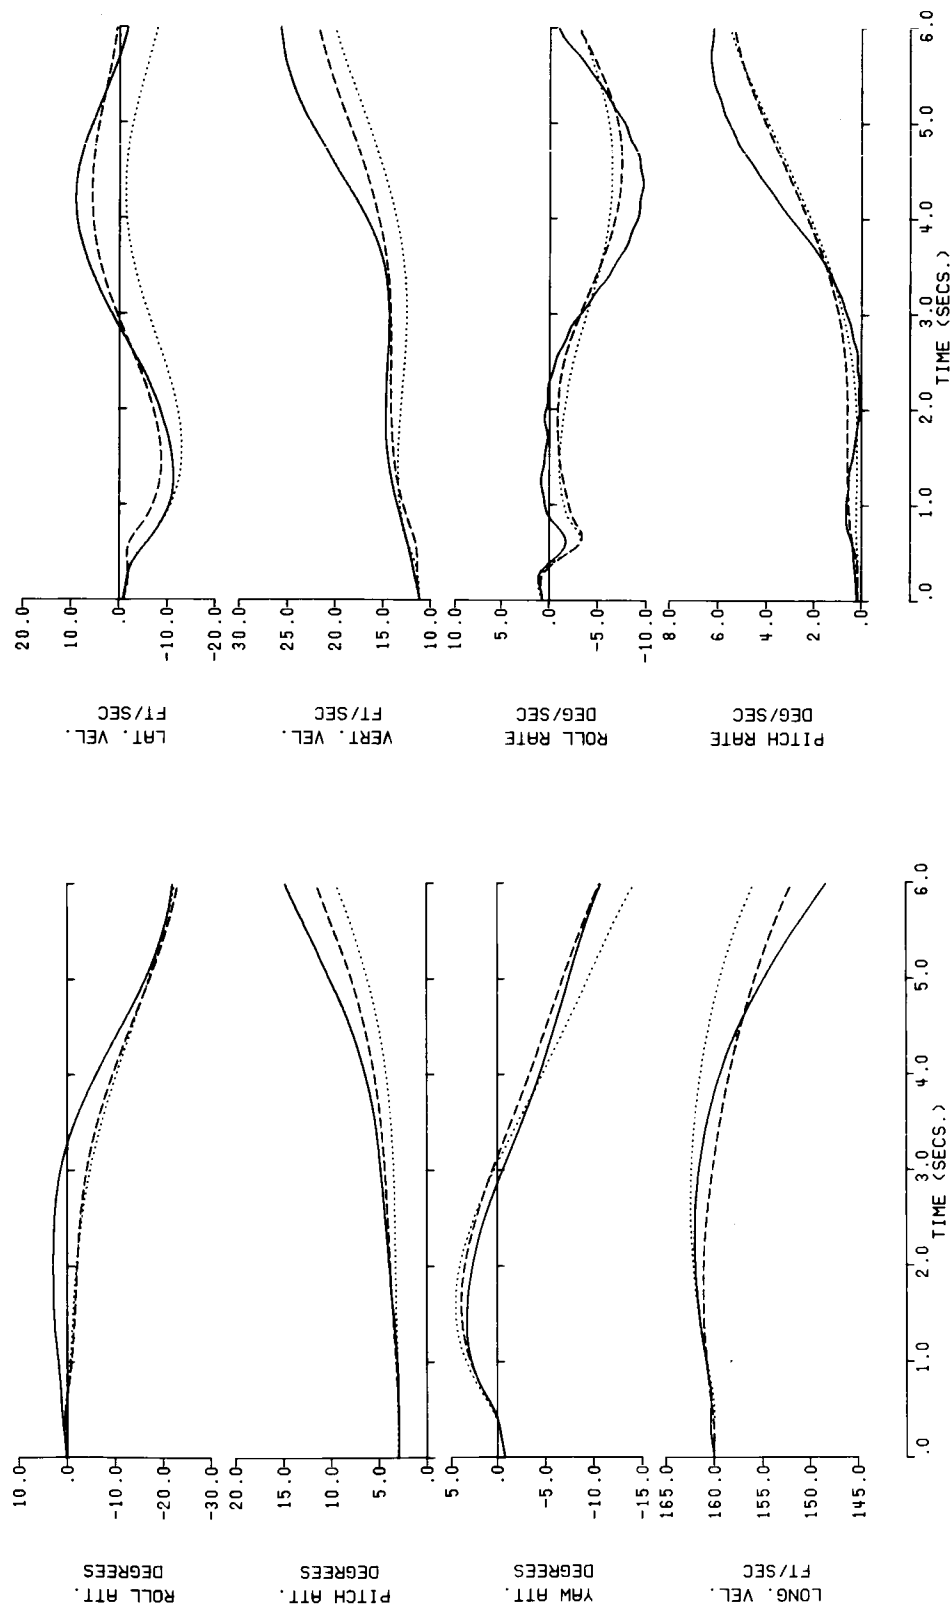 ROLL ATT.
DEGREES
10.0
.0
-10.0
-20.0
-30.0
PITCH ATT.
DEGREES
20.0
15.0
10.0
5.0
.0
YAW ATT.
DEGREES
5.0
.0
-5.0
-10.0
-15.0
LONG. VEL.
FT/SEC
165.0
160.0
155.0
150.0
145.0
.0 1.0 2.0 3.0 4.0 5.0 6.0
TIME (SECS.)
LAT. VEL.
FT/SEC
20.0
10.0
.0
-10.0
-20.0
VERT. VEL.
FT/SEC
30.0
25.0
20.0
15.0
10.0
ROLL RATE
DEG/SEC
10.0
5.0
.0
-5.0
-10.0
PITCH RATE
DEG/SEC
8.0
6.0
4.0
2.0
.0
.0 1.0 2.0 3.0 4.0 5.0 6.0
TIME (SECS.)